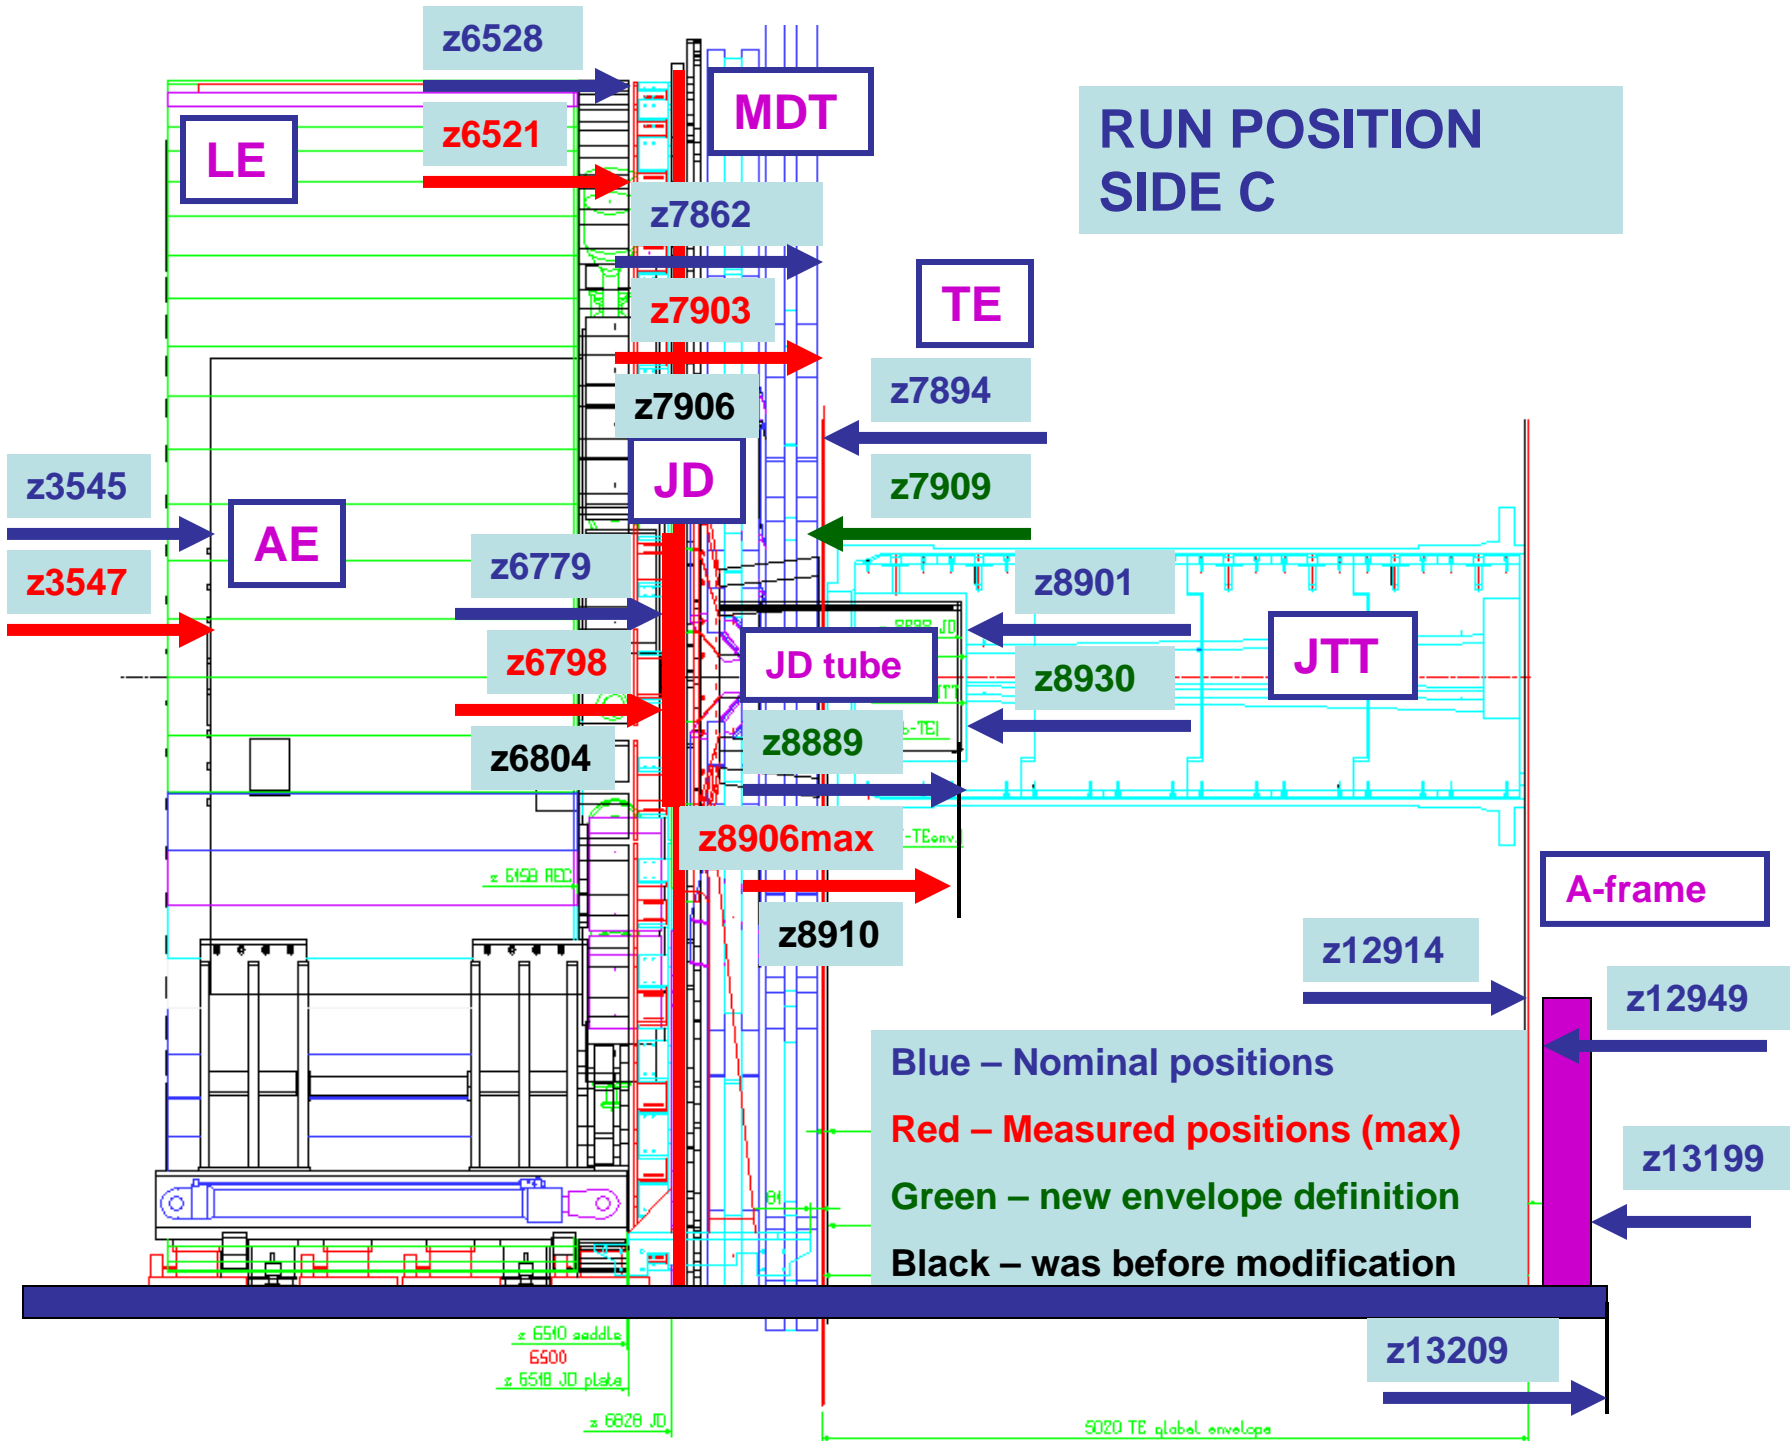 z6528
MDT
RUN POSITION
SIDE C
z6521
LE
z7862
TE
z7903
z7894
z7906
JD
z3545
z7909
AE
z6779
z8901
z3547
z6798
JD tube
JTT
z8930
z6804
z8889
z8906max
-TEenv.
z 6158 REC
A-frame
z8910
z12914
z12949
Blue – Nominal positions
Red – Measured positions (max)
z13199
Green – new envelope definition
81
Black – was before modification
z 6510 saddle
6500
z13209
z 6518 JD plate
z 6828 JD
5020 TE global envelope